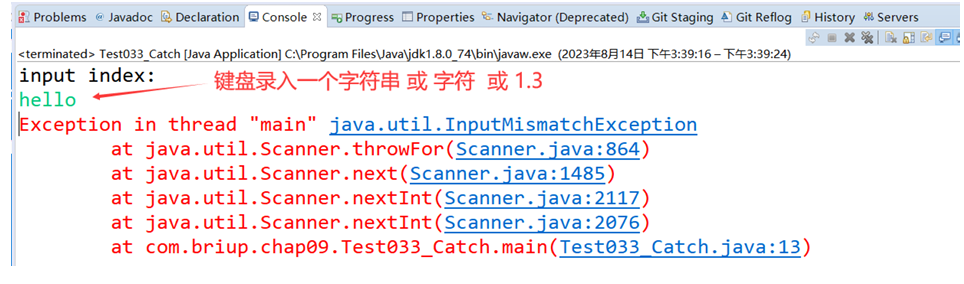 Problems @ Javadoc Declaration Console Progress Properties Navigator (Deprecated) Git Staging Git Reflog History Servers
<terminated> Test033_Catch [Java Application] C:\Program Files\Java\jdk1.8.0_74\bin\javaw.exe (2023年8月14日 下午3:39:16 – 下午3:39:24)
input index:
键盘录入一个字符串 或 字符 或 1.3
hello
Exception in thread "main" java.util.InputMismatchException
at java.util.Scanner.throwFor(Scanner.java:864)
at java.util.Scanner.next(Scanner.java:1485)
at java.util.Scanner.nextInt(Scanner.java:2117)
at java.util.Scanner.nextInt(Scanner.java:2076)
at com.briup.chap09.Test033_Catch.main(Test033_Catch.java:13)